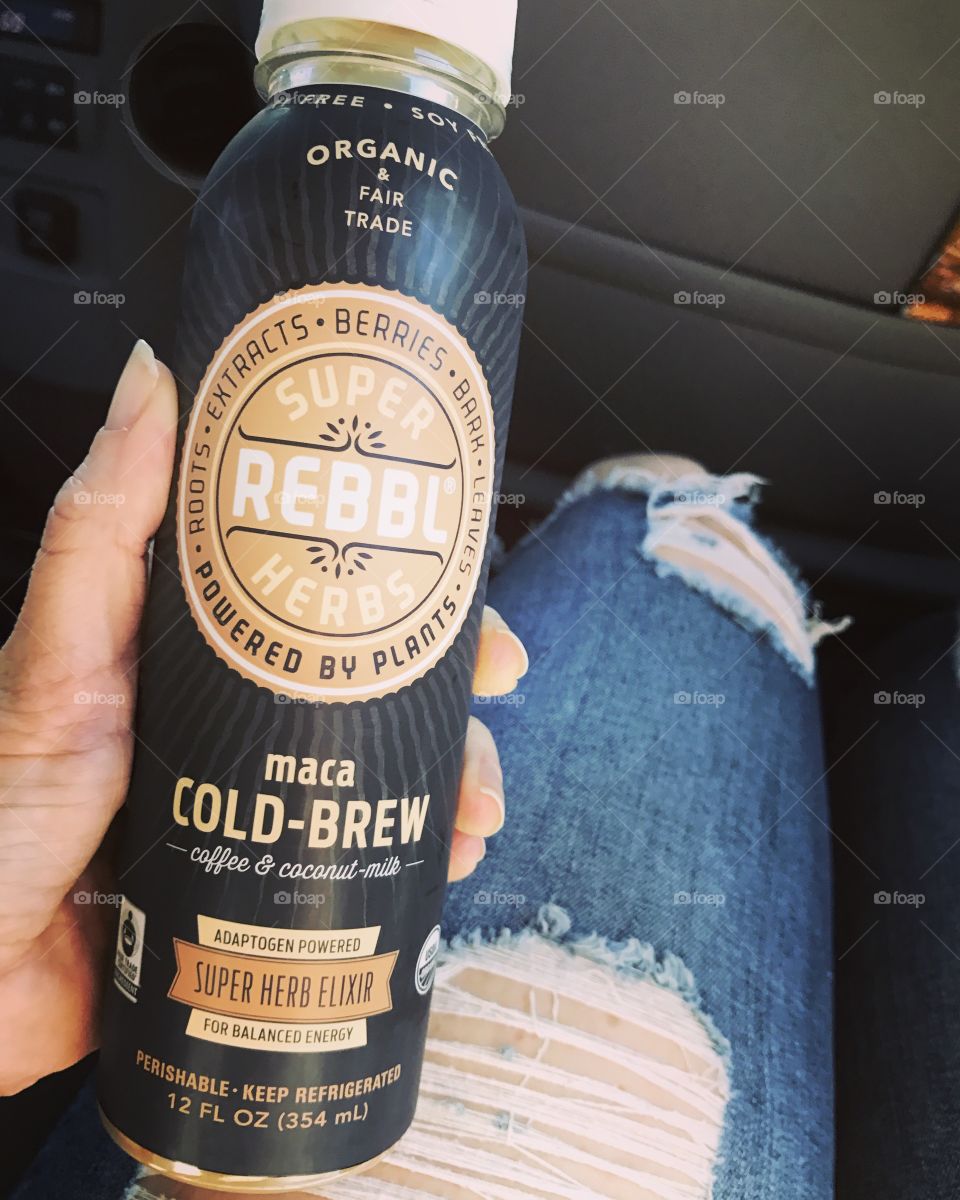 FREE • SOY
ORGANIC
&
FAIR
TRADE
ROOTS • EXTRACTS • BERRIES • BARK • LEAVES •
SUPER
REBBL®
HERBS
POWERED BY PLANTS
maca
COLD-BREW
coffee & coconut-milk
ADAPTOGEN POWERED
SUPER HERB ELIXIR
FOR BALANCED ENERGY
PERISHABLE • KEEP REFRIGERATED
12 FL OZ (354 mL)
foap